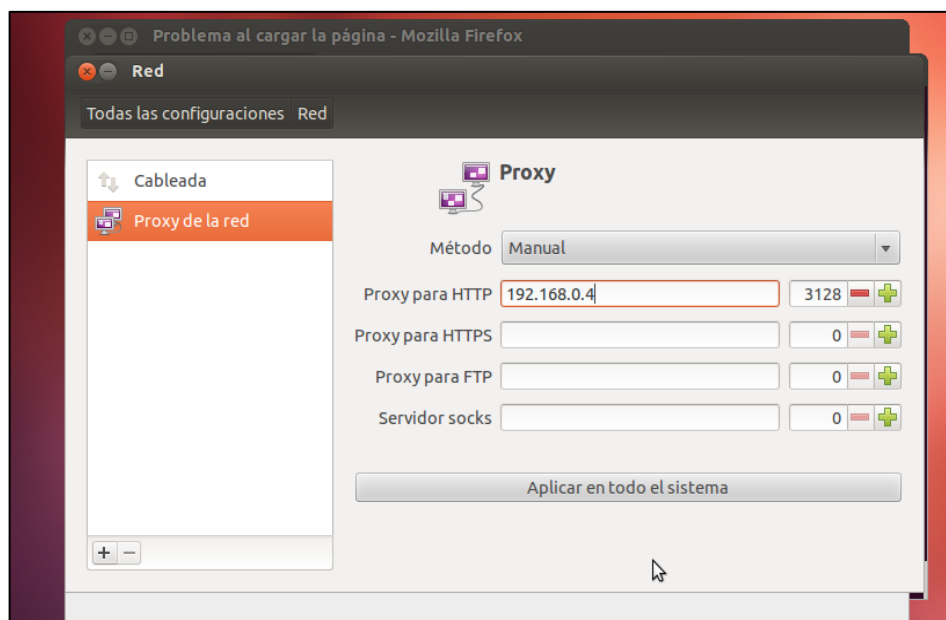 Problema al cargar la página - Mozilla Firefox
Red
Todas las configuraciones Red
Cableada
Proxy de la red
Proxy
Método Manual
Proxy para HTTP 192.168.0.4 3128
Proxy para HTTPS 0
Proxy para FTP 0
Servidor socks 0
Aplicar en todo el sistema